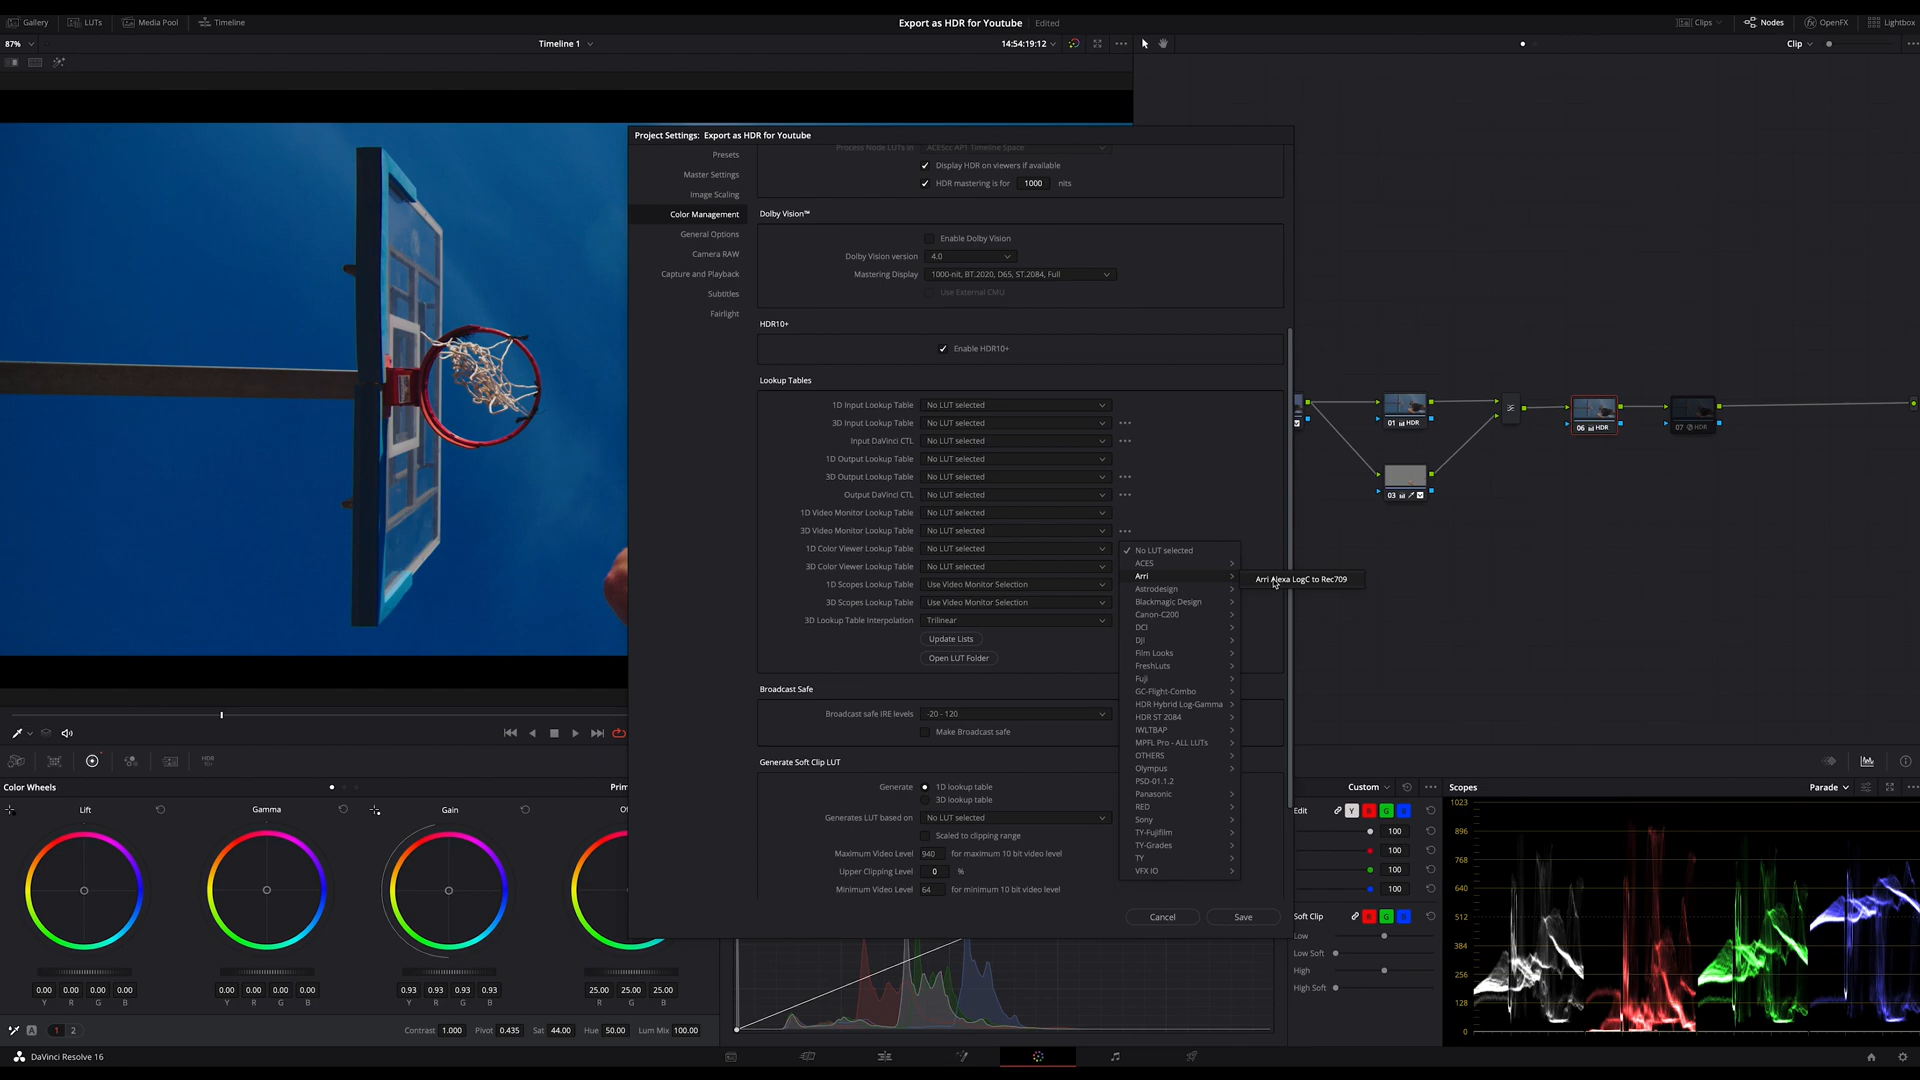 Gallery
LUTs
Media Pool
Timeline
Export as HDR for Youtube
Edited
Clips
Nodes
OpenFX
Lightbox
87%
Timeline 1
14:54:19:12
Clip
Project Settings: Export as HDR for Youtube
Presets
Master Settings
Image Scaling
Color Management
General Options
Camera RAW
Capture and Playback
Subtitles
Fairlight
Process Node LUTs in ACEScc AP1 Timeline Space
Display HDR on viewers if available
HDR mastering is for 1000 nits
Dolby Vision™
Enable Dolby Vision
Dolby Vision version 4.0
Mastering Display 1000-nit, BT.2020, D65, ST.2084, Full
Use External CMU
HDR10+
Enable HDR10+
Lookup Tables
1D Input Lookup Table No LUT selected
3D Input Lookup Table No LUT selected
Input DaVinci CTL No LUT selected
1D Output Lookup Table No LUT selected
3D Output Lookup Table No LUT selected
Output DaVinci CTL No LUT selected
1D Video Monitor Lookup Table No LUT selected
3D Video Monitor Lookup Table No LUT selected
1D Color Viewer Lookup Table No LUT selected
3D Color Viewer Lookup Table No LUT selected
1D Scopes Lookup Table Use Video Monitor Selection
3D Scopes Lookup Table Use Video Monitor Selection
3D Lookup Table Interpolation Trilinear
Update Lists
Open LUT Folder
Broadcast Safe
Broadcast safe IRE levels -20 - 120
Make Broadcast safe
Generate Soft Clip LUT
Generate 1D lookup table
3D lookup table
Generates LUT based on No LUT selected
Scaled to clipping range
Maximum Video Level 940 for maximum 10 bit video level
Upper Clipping Level 0 %
Minimum Video Level 64 for minimum 10 bit video level
Cancel
Save
No LUT selected
ACES
Arri
Astrodesign
Blackmagic Design
Canon-C200
DCI
DJI
Film Looks
FreshLuts
Fuji
GC-Flight-Combo
HDR Hybrid Log-Gamma
HDR ST 2084
IWLTBAP
MPFL Pro - ALL LUTs
OTHERS
Olympus
PSD-01.1.2
Panasonic
RED
Sony
TY-Fujifilm
TY-Grades
TY
VFX IO
Arri Alexa LogC to Rec709
01 HDR
03
06 HDR
07 HDR
HDR
Color Wheels
Lift
Gamma
Gain
0.00 0.00 0.00 0.00
Y R G B
0.00 0.00 0.00 0.00
Y R G B
0.93 0.93 0.93 0.93
Y R G B
25.00 25.00 25.00
R G B
A 1 2
Contrast 1.000 Pivot 0.435 Sat 44.00 Hue 50.00 Lum Mix 100.00
Custom
Edit Y R G B
100
100
100
100
Soft Clip R G B
Low
Low Soft
High
High Soft
Scopes
Parade
1023
896
768
640
512
384
256
128
0
DaVinci Resolve 16